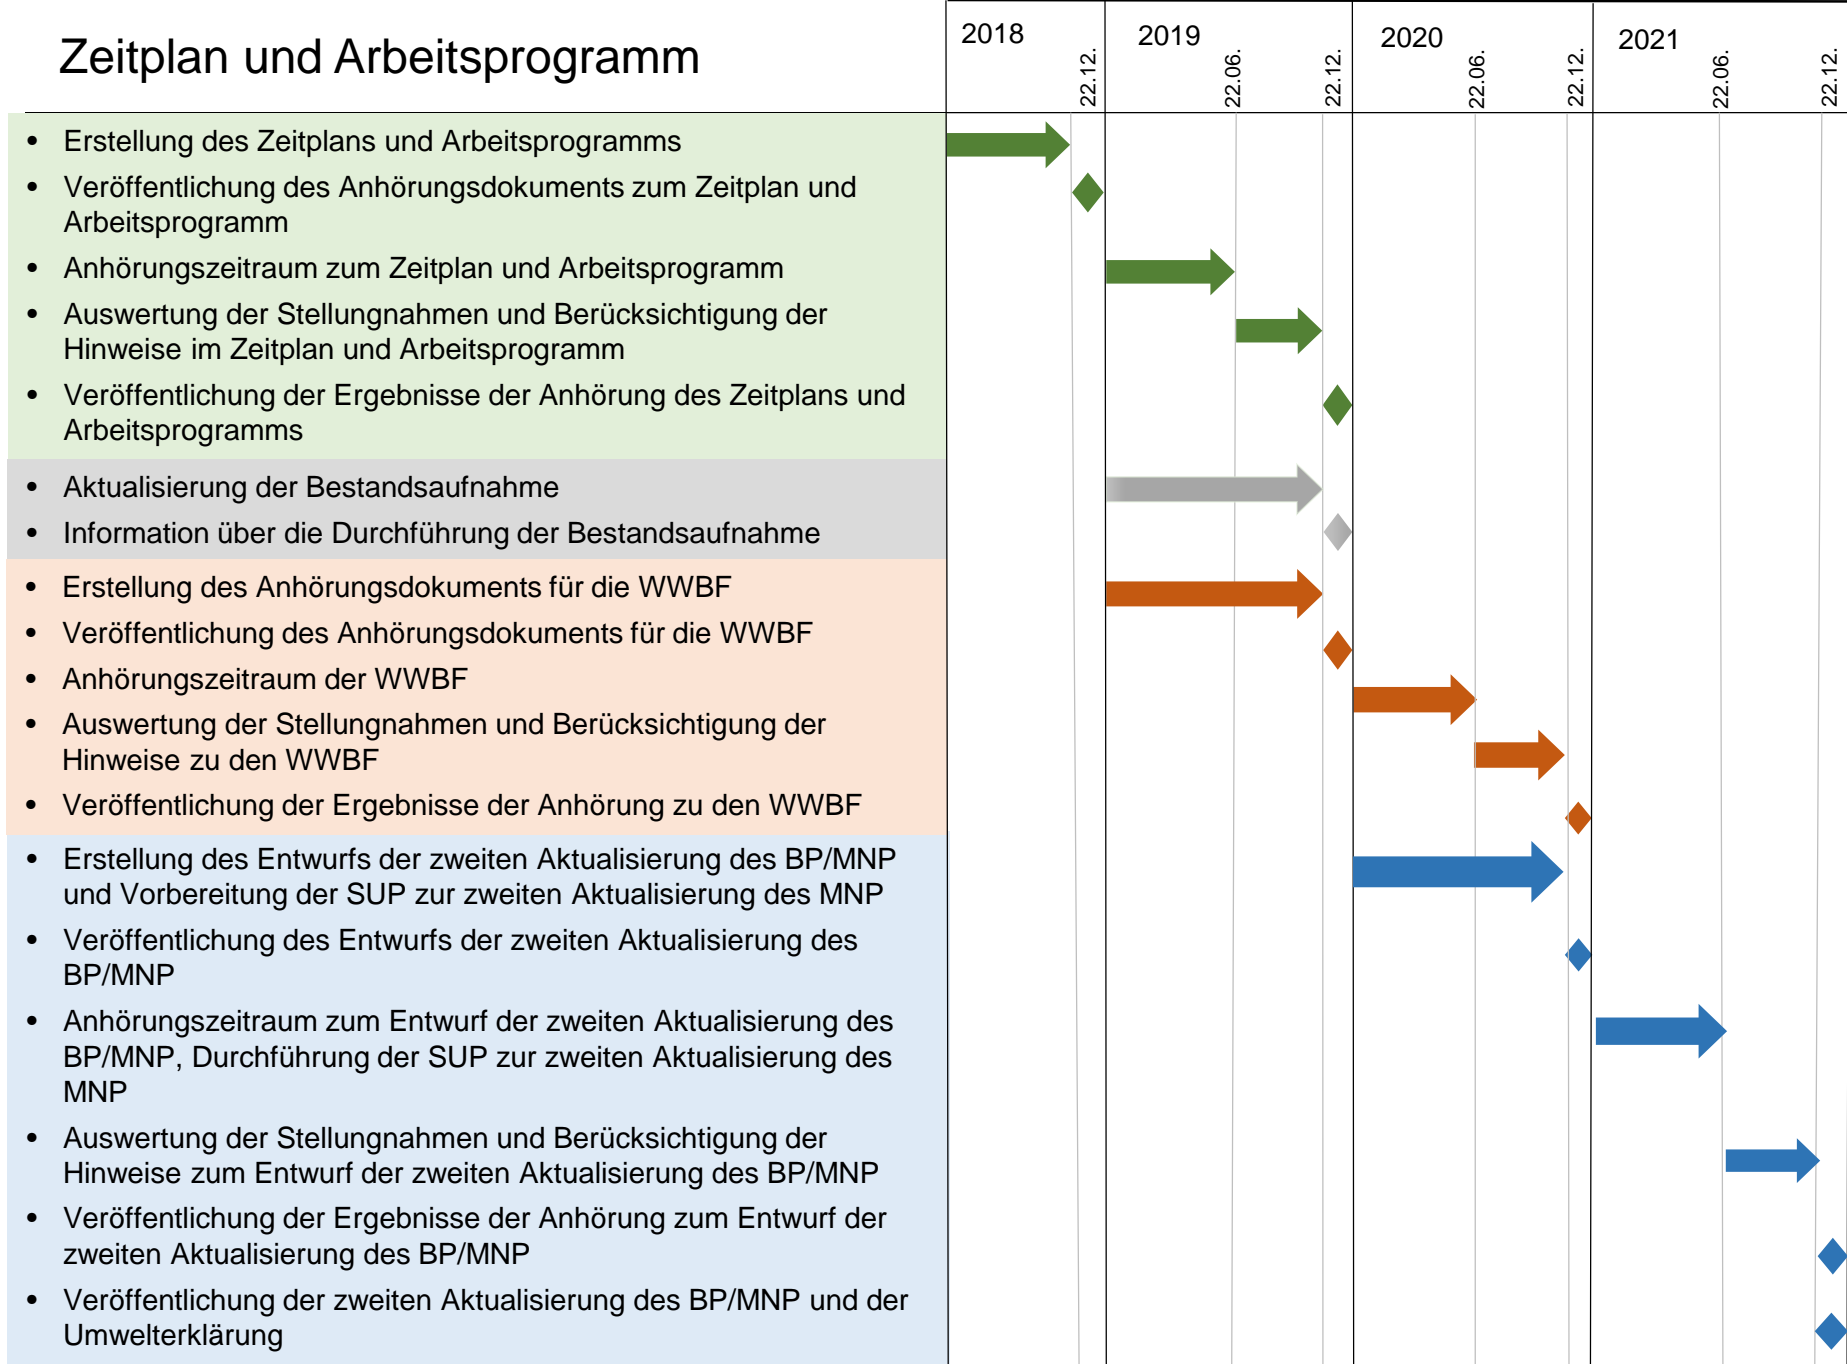 Zeitplan und Arbeitsprogramm
2018
22.12.
2019
22.06.
22.12.
2020
22.06.
22.12.
2021
22.06.
22.12.
• Erstellung des Zeitplans und Arbeitsprogramms
• Veröffentlichung des Anhörungsdokuments zum Zeitplan und
Arbeitsprogramm
• Anhörungszeitraum zum Zeitplan und Arbeitsprogramm
• Auswertung der Stellungnahmen und Berücksichtigung der
Hinweise im Zeitplan und Arbeitsprogramm
• Veröffentlichung der Ergebnisse der Anhörung des Zeitplans und
Arbeitsprogramms
• Aktualisierung der Bestandsaufnahme
• Information über die Durchführung der Bestandsaufnahme
• Erstellung des Anhörungsdokuments für die WWBF
• Veröffentlichung des Anhörungsdokuments für die WWBF
• Anhörungszeitraum der WWBF
• Auswertung der Stellungnahmen und Berücksichtigung der
Hinweise zu den WWBF
• Veröffentlichung der Ergebnisse der Anhörung zu den WWBF
• Erstellung des Entwurfs der zweiten Aktualisierung des BP/MNP
und Vorbereitung der SUP zur zweiten Aktualisierung des MNP
• Veröffentlichung des Entwurfs der zweiten Aktualisierung des
BP/MNP
• Anhörungszeitraum zum Entwurf der zweiten Aktualisierung des
BP/MNP, Durchführung der SUP zur zweiten Aktualisierung des
MNP
• Auswertung der Stellungnahmen und Berücksichtigung der
Hinweise zum Entwurf der zweiten Aktualisierung des BP/MNP
• Veröffentlichung der Ergebnisse der Anhörung zum Entwurf der
zweiten Aktualisierung des BP/MNP
• Veröffentlichung der zweiten Aktualisierung des BP/MNP und der
Umwelterklärung